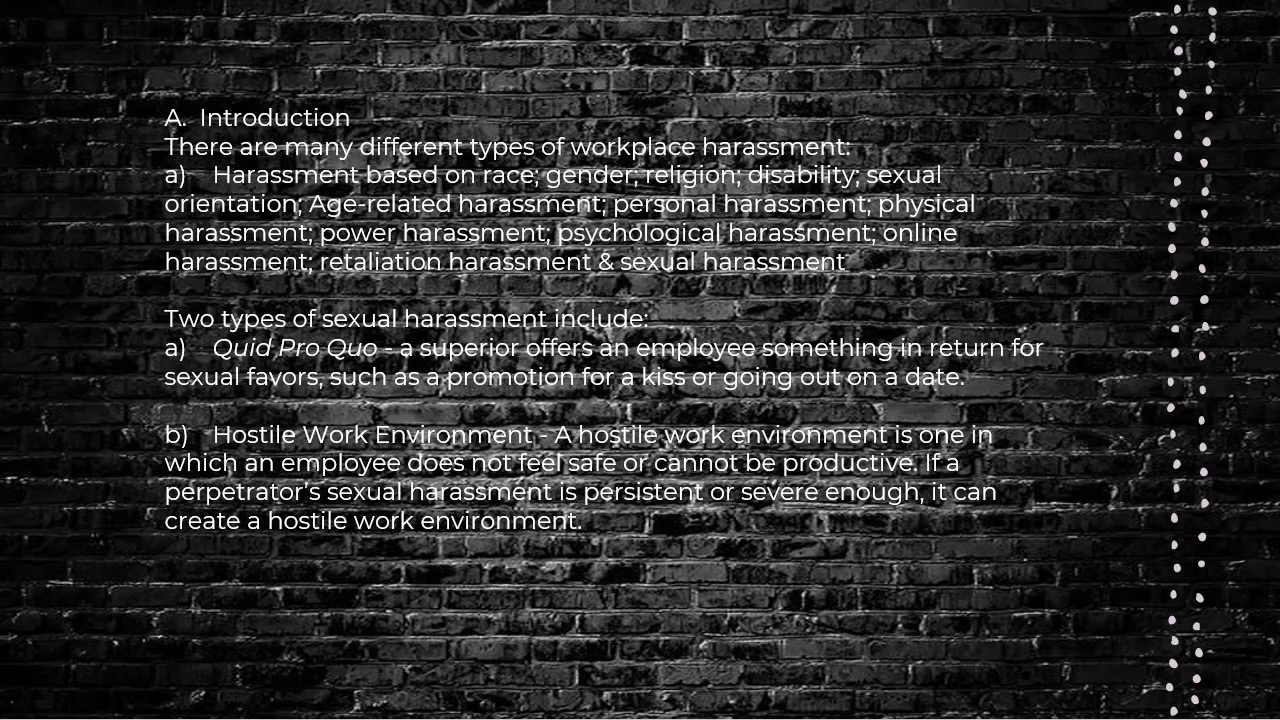 A. Introduction
There are many different types of workplace harassment:
a) Harassment based on race; gender; religion; disability; sexual
orientation; Age-related harassment; personal harassment; physical
harassment; power harassment; psychological harassment; online
harassment; retaliation harassment & sexual harassment
Two types of sexual harassment include:
a) Quid Pro Quo - a superior offers an employee something in return for
sexual favors, such as a promotion for a kiss or going out on a date.
b) Hostile Work Environment - A hostile work environment is one in
which an employee does not feel safe or cannot be productive. If a
perpetrator’s sexual harassment is persistent or severe enough, it can
create a hostile work environment.